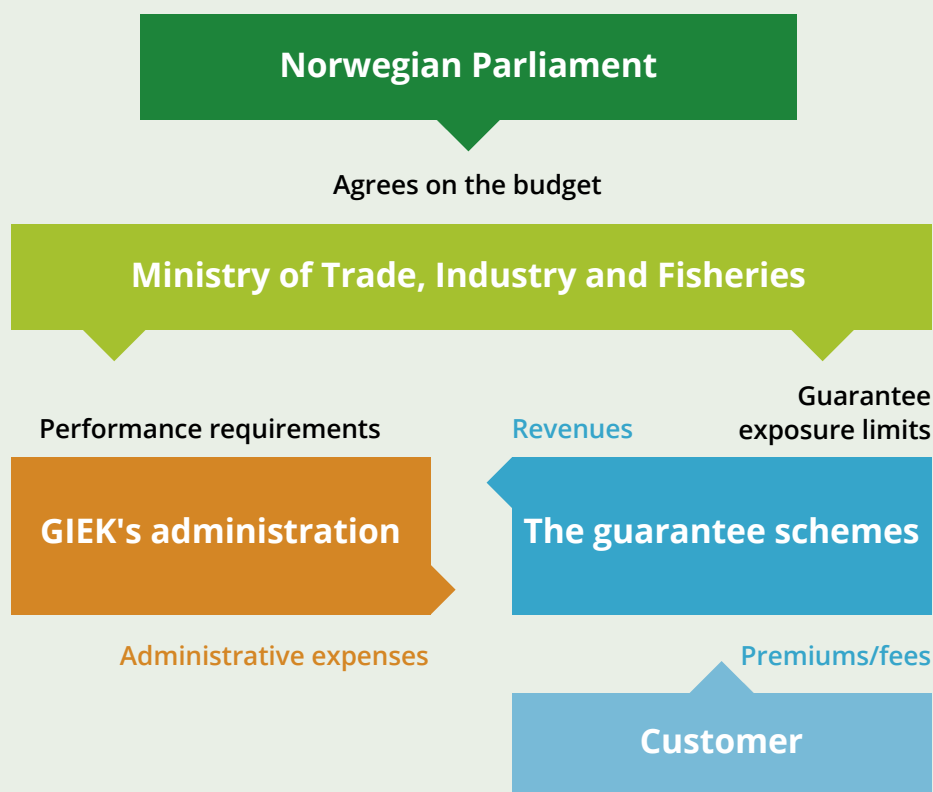 Norwegian Parliament
Agrees on the budget
Ministry of Trade, Industry and Fisheries
Performance requirements
Revenues
Guarantee
exposure limits
GIEK's administration
The guarantee schemes
Administrative expenses
Premiums/fees
Customer